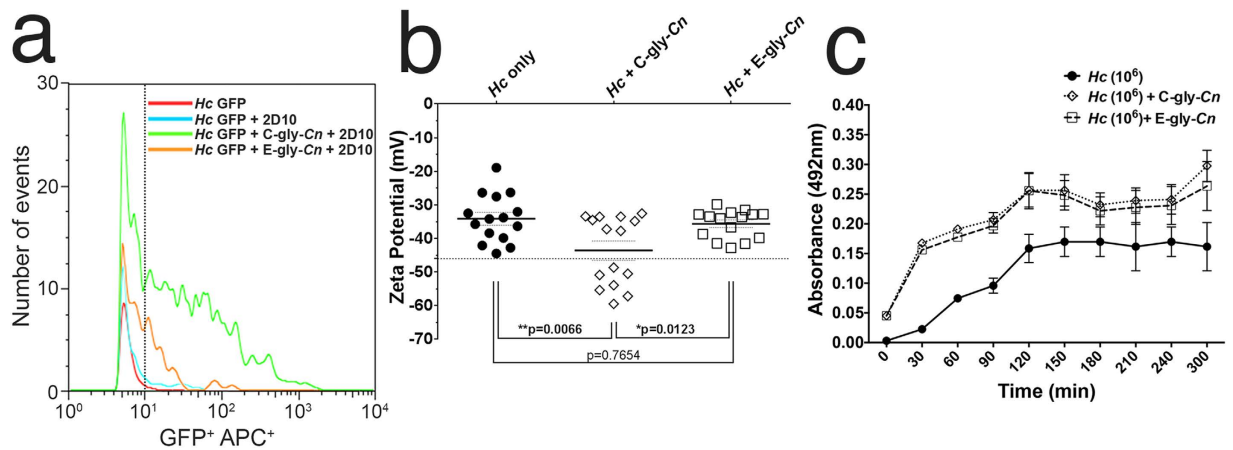 a
30
20
10
0
Number of events
10⁰ 10¹ 10² 10³ 10⁴
GFP⁺ APC⁺
Hc GFP
Hc GFP + 2D10
Hc GFP + C-gly-Cn + 2D10
Hc GFP + E-gly-Cn + 2D10
b
Hc only
Hc + C-gly-Cn
Hc + E-gly-Cn
0
-20
-30
-40
-50
-60
-70
Zeta Potential (mV)
**p=0.0066
*p=0.0123
p=0.7654
c
Hc (10⁶)
Hc (10⁶) + C-gly-Cn
Hc (10⁶)+ E-gly-Cn
0.40
0.35
0.30
0.25
0.20
0.15
0.10
0.05
0.00
Absorbance (492nm)
0 30 60 90 120 150 180 210 240 300
Time (min)